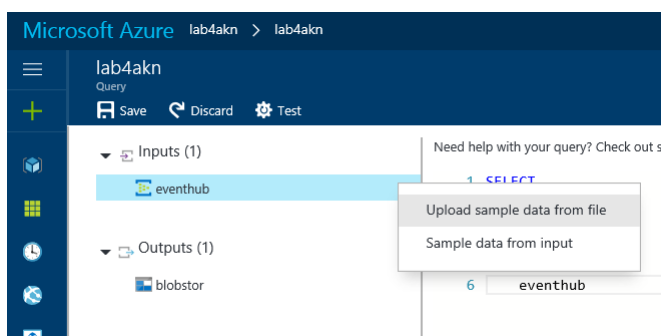 Microsoft Azure lab4akn > lab4akn
lab4akn
Query
Save Discard Test
Inputs (1)
eventhub
Outputs (1)
blobstor
Need help with your query? Check out s
1 SELECT
Upload sample data from file
Sample data from input
6 eventhub